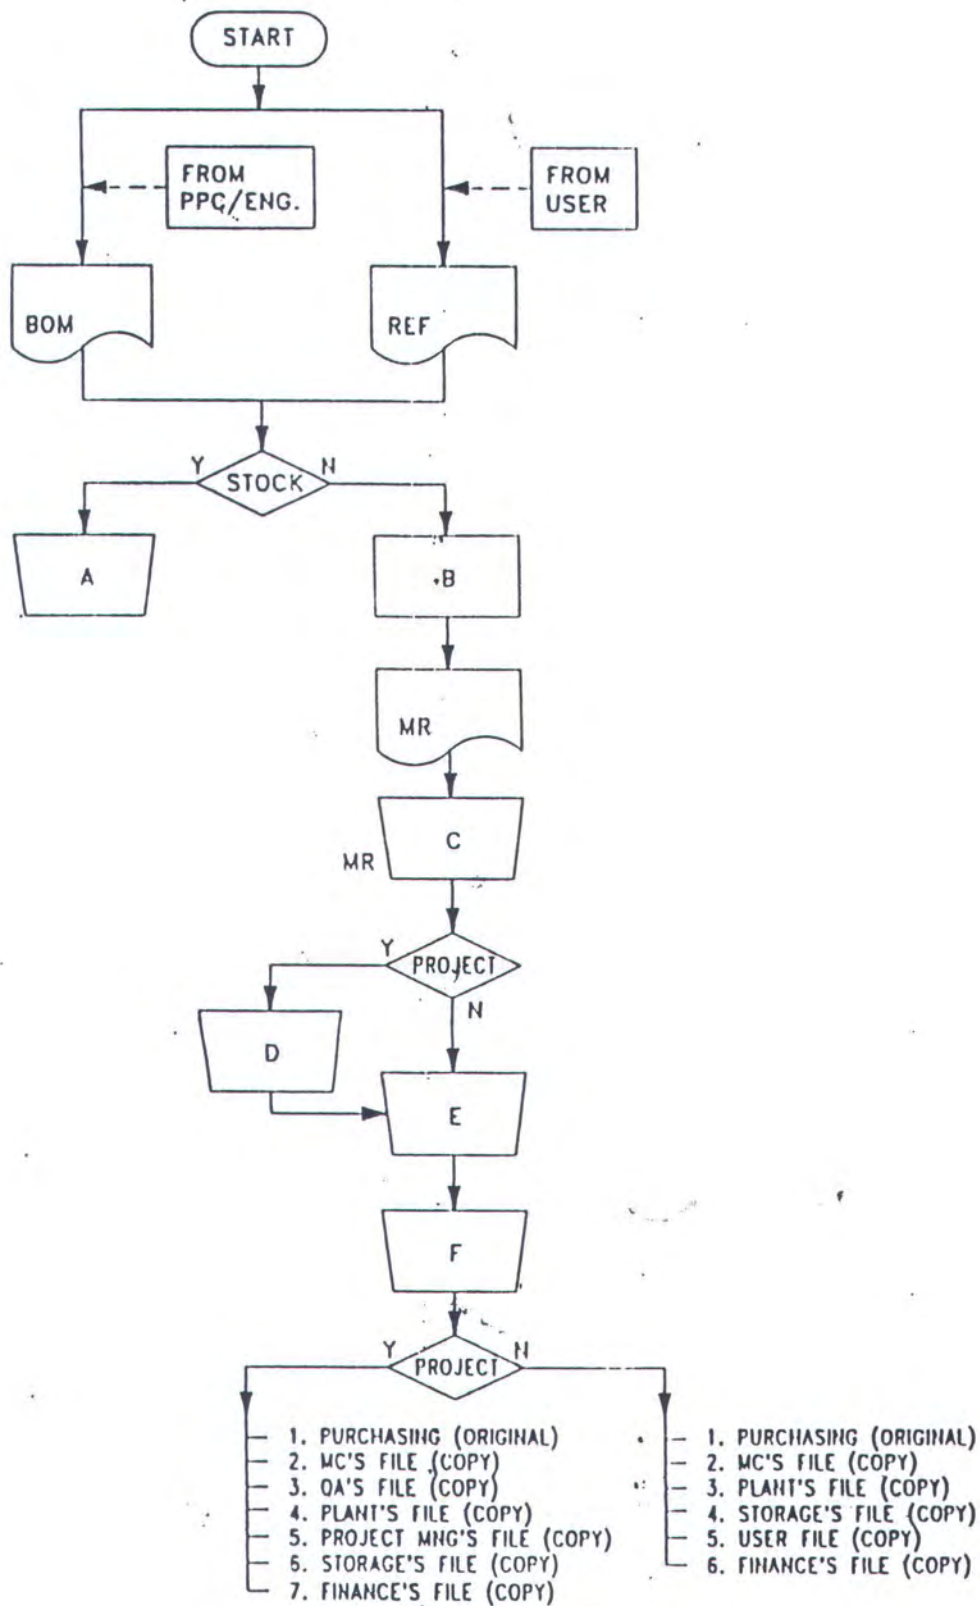 START
FROM
PPC/ENG.
FROM
USER
BOM
REF
Y
STOCK
N
A
B
MR
C
MR
Y
PROJECT
N
D
E
F
Y
PROJECT
N
1. PURCHASING (ORIGINAL)
2. MC'S FILE (COPY)
3. OA'S FILE (COPY)
4. PLANT'S FILE (COPY)
5. PROJECT MNG'S FILE (COPY)
6. STORAGE'S FILE (COPY)
7. FINANCE'S FILE (COPY)
1. PURCHASING (ORIGINAL)
2. MC'S FILE (COPY)
3. PLANT'S FILE (COPY)
4. STORAGE'S FILE (COPY)
5. USER FILE (COPY)
6. FINANCE'S FILE (COPY)